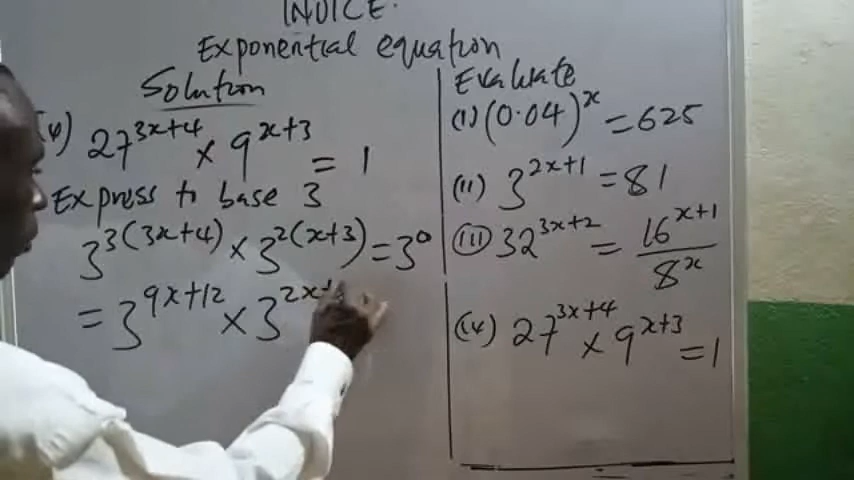 INDICE.
Exponential equation
Solution
(4) 27^(3x+4) × 9^(x+3) = 1
Express to base 3
3^(3(3x+4)) × 3^(2(x+3)) = 3^0
= 3^(9x+12) × 3^(2x+
Evaluate
(i) (0.04)^x = 625
(ii) 3^(2x+1) = 81
(iii) 32^(3x+2) = 16^(x+1) / 8^x
(4) 27^(3x+4) × 9^(x+3) = 1